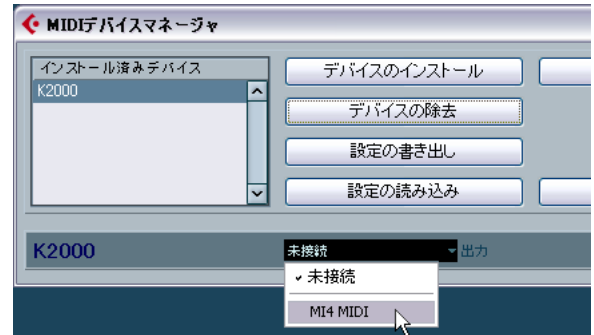 MIDIデバイスマネージャ
インストール済みデバイス
K2000
デバイスのインストール
デバイスの除去
設定の書き出し
設定の読み込み
K2000
未接続
出力
未接続
MI4 MIDI